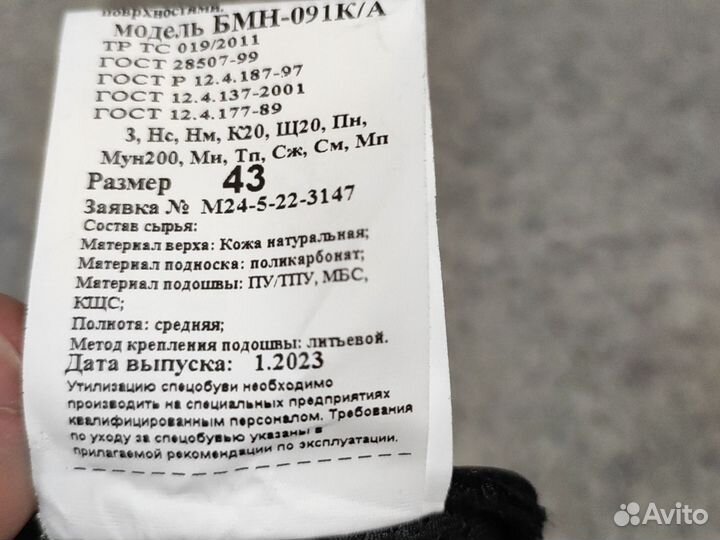 поверхностями.
модель БМН-091К/А
ТР ТС 019/2011
ГОСТ 28507-99
ГОСТ Р 12.4.187-97
ГОСТ 12.4.137-2001
ГОСТ 12.4.177-89
З, Нс, Нм, К20, Щ20, Пн,
Мун200, Ми, Тп, Сж, См, Мп
Размер 43
Заявка № М24-5-22-3147
Состав сырья:
Материал верха: Кожа натуральная;
Материал подноска: поликарбонат;
Материал подошвы: ПУ/ТПУ, МБС,
КЩС;
Полнота: средняя;
Метод крепления подошвы: литьевой.
Дата выпуска: 1.2023
Утилизацию спецобуви необходимо
производить на специальных предприятиях
квалифицированным персоналом. Требования
по уходу за спецобувью указаны в
прилагаемой рекомендации по эксплуатации.
Avito